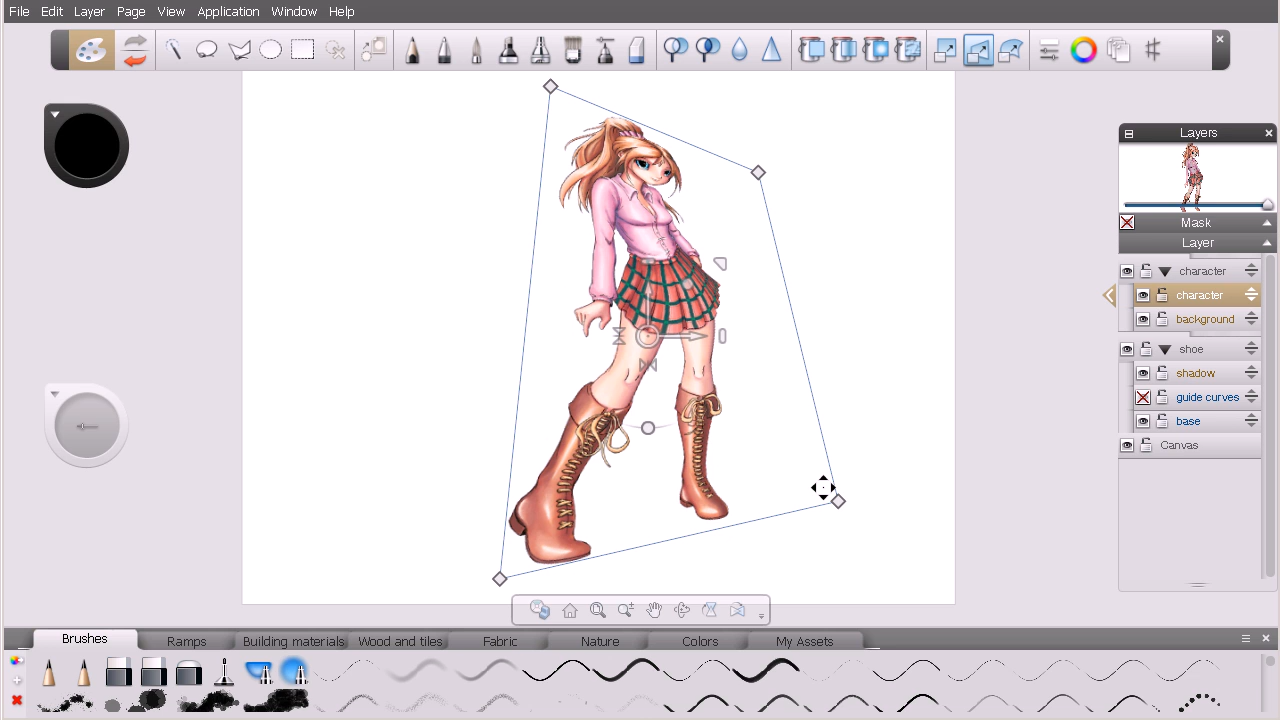 File Edit Layer Page View Application Window Help
Layers
Mask
Layer
character
character
background
shoe
shadow
guide curves
base
Canvas
Brushes Ramps Building materials Wood and tiles Fabric Nature Colors My Assets